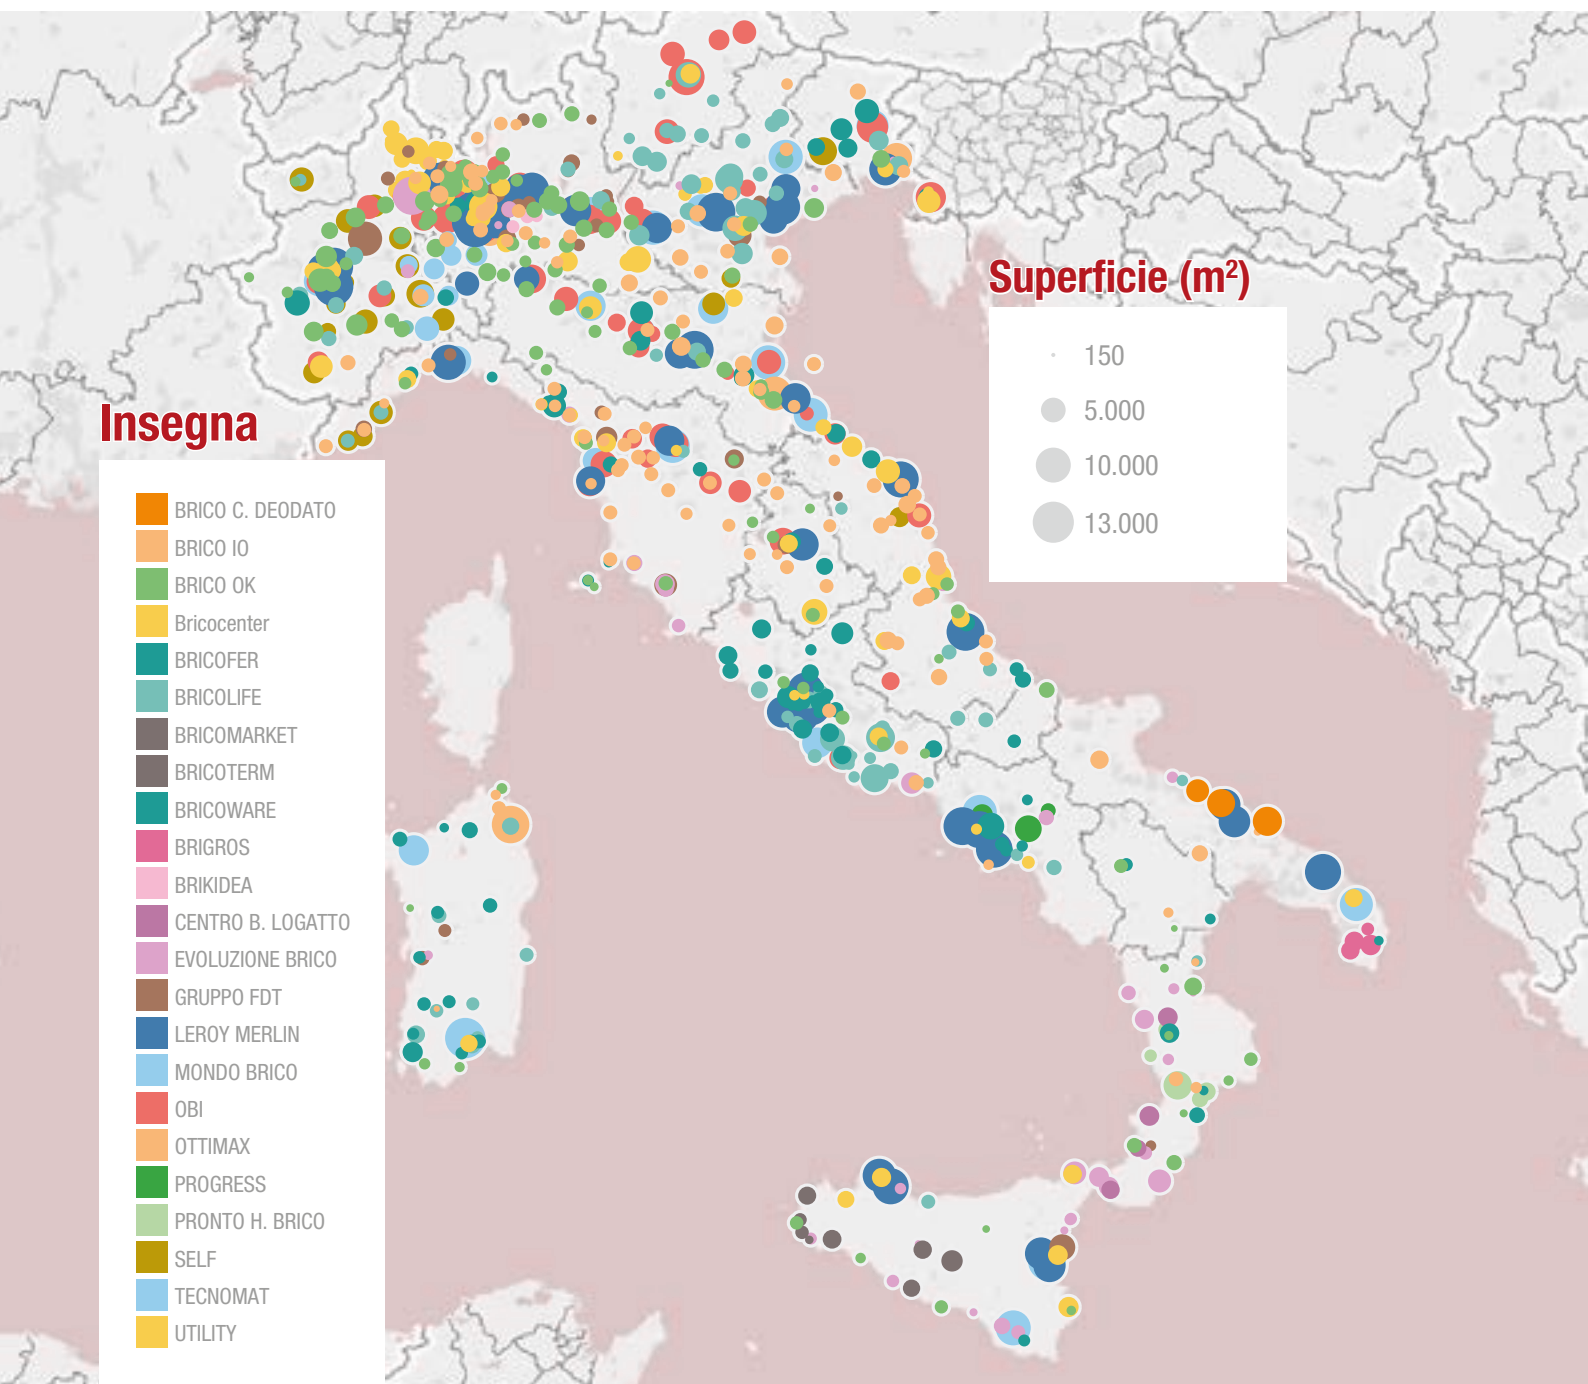 Superficie (m²)
150
5.000
10.000
13.000
Insegna
BRICO C. DEODATO
BRICO IO
BRICO OK
Bricocenter
BRICOFER
BRICOLIFE
BRICOMARKET
BRICOTERM
BRICOWARE
BRIGROS
BRIKIDEA
CENTRO B. LOGATTO
EVOLUZIONE BRICO
GRUPPO FDT
LEROY MERLIN
MONDO BRICO
OBI
OTTIMAX
PROGRESS
PRONTO H. BRICO
SELF
TECNOMAT
UTILITY